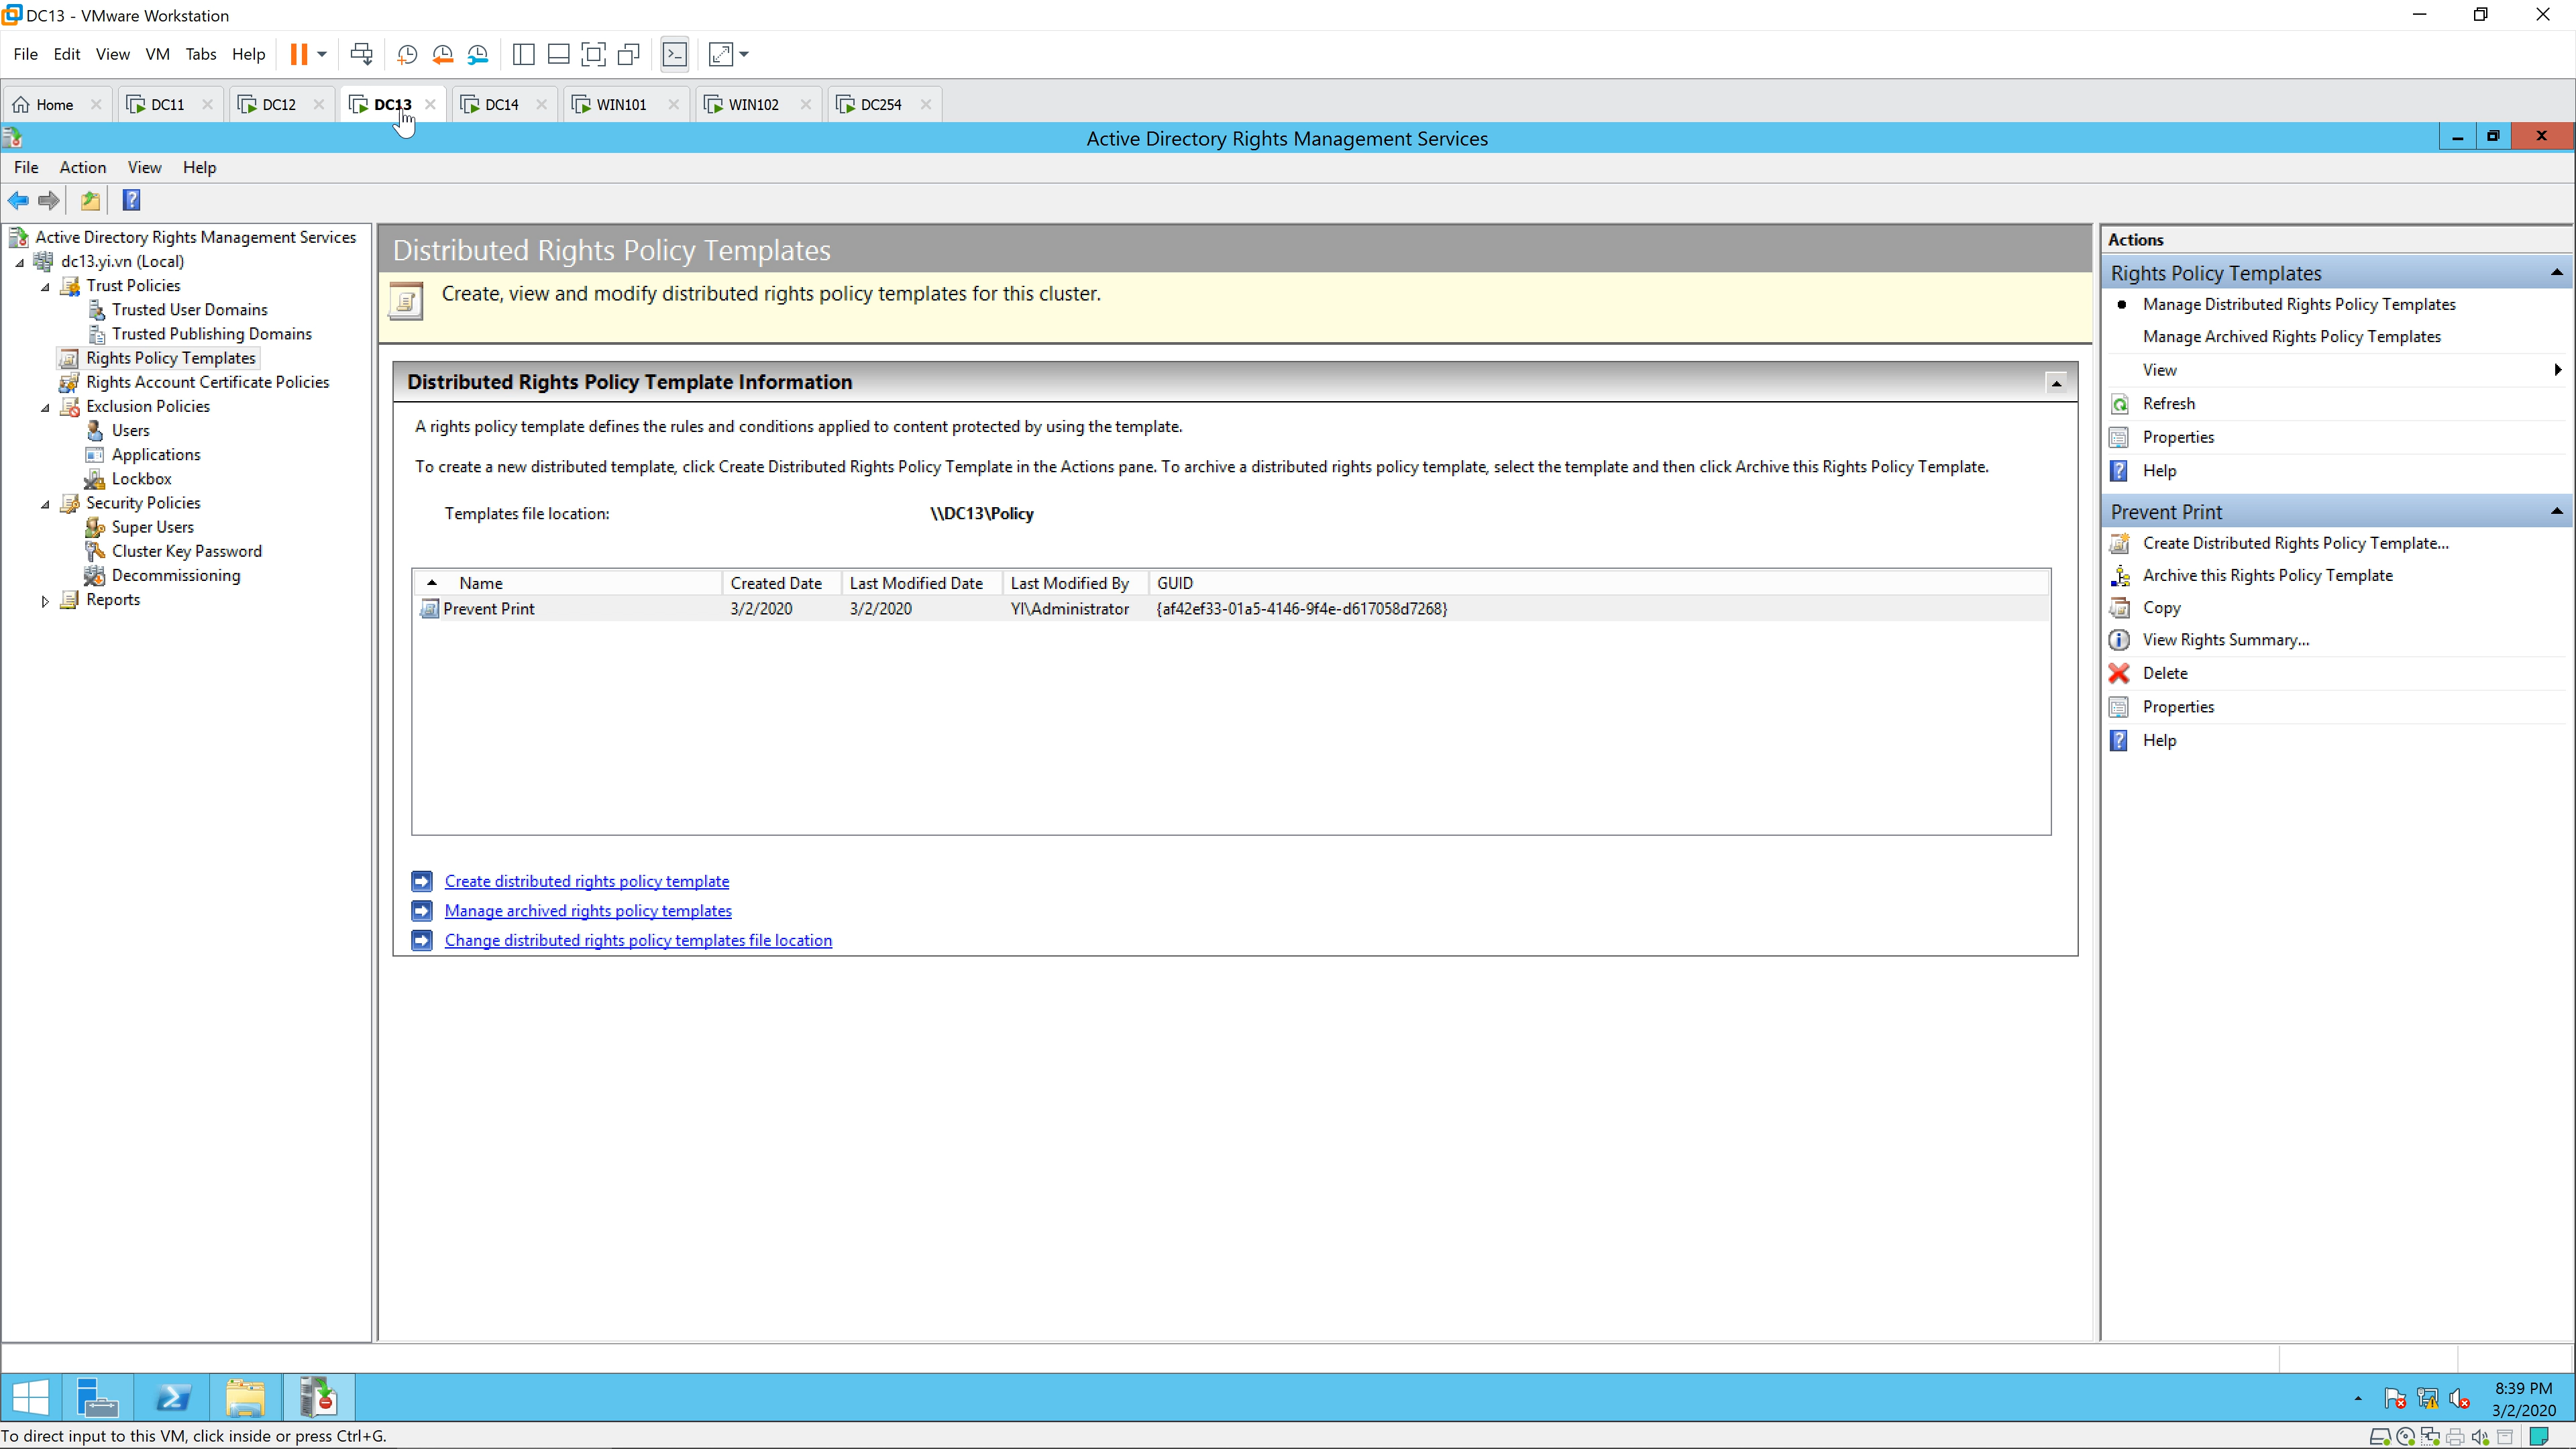 DC13 - VMware Workstation
File Edit View VM Tabs Help
Home DC11 DC12 DC13 DC14 WIN101 WIN102 DC254
Active Directory Rights Management Services
File Action View Help
Active Directory Rights Management Services
dc13.yi.vn (Local)
Trust Policies
Trusted User Domains
Trusted Publishing Domains
Rights Policy Templates
Rights Account Certificate Policies
Exclusion Policies
Users
Applications
Lockbox
Security Policies
Super Users
Cluster Key Password
Decommissioning
Reports
Distributed Rights Policy Templates
Create, view and modify distributed rights policy templates for this cluster.
Distributed Rights Policy Template Information
A rights policy template defines the rules and conditions applied to content protected by using the template.
To create a new distributed template, click Create Distributed Rights Policy Template in the Actions pane. To archive a distributed rights policy template, select the template and then click Archive this Rights Policy Template.
Templates file location: \\DC13\Policy
Name Created Date Last Modified Date Last Modified By GUID
Prevent Print 3/2/2020 3/2/2020 YI\Administrator {af42ef33-01a5-4146-9f4e-d617058d7268}
Create distributed rights policy template
Manage archived rights policy templates
Change distributed rights policy templates file location
Actions
Rights Policy Templates
Manage Distributed Rights Policy Templates
Manage Archived Rights Policy Templates
View
Refresh
Properties
Help
Prevent Print
Create Distributed Rights Policy Template...
Archive this Rights Policy Template
Copy
View Rights Summary...
Delete
Properties
Help
8:39 PM
3/2/2020
To direct input to this VM, click inside or press Ctrl+G.